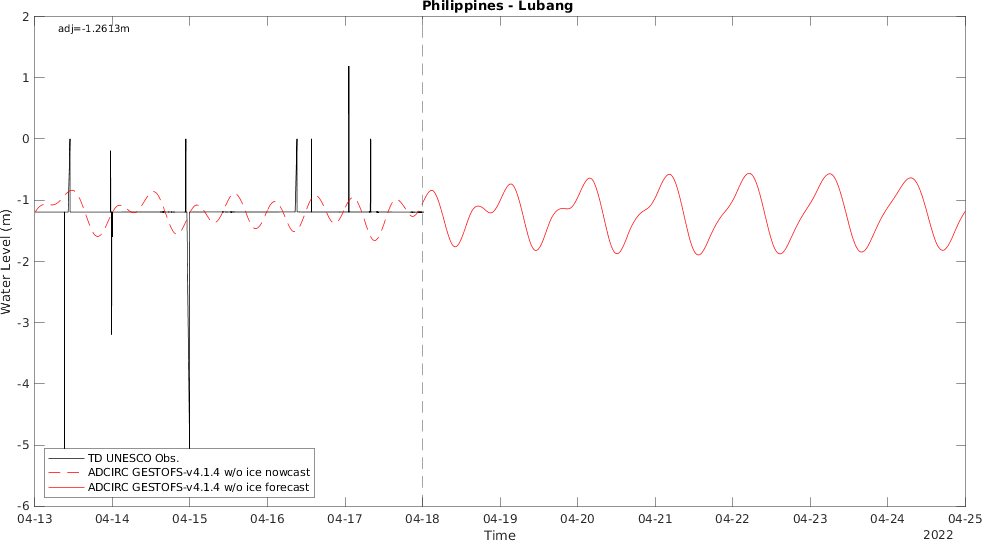 Philippines - Lubang
adj=-1.2613m
2
1
0
-1
-2
-3
-4
-5
-6
Water Level (m)
TD UNESCO Obs.
ADCIRC GESTOFS-v4.1.4 w/o ice nowcast
ADCIRC GESTOFS-v4.1.4 w/o ice forecast
04-13 04-14 04-15 04-16 04-17 04-18 04-19 04-20 04-21 04-22 04-23 04-24 04-25
Time
2022